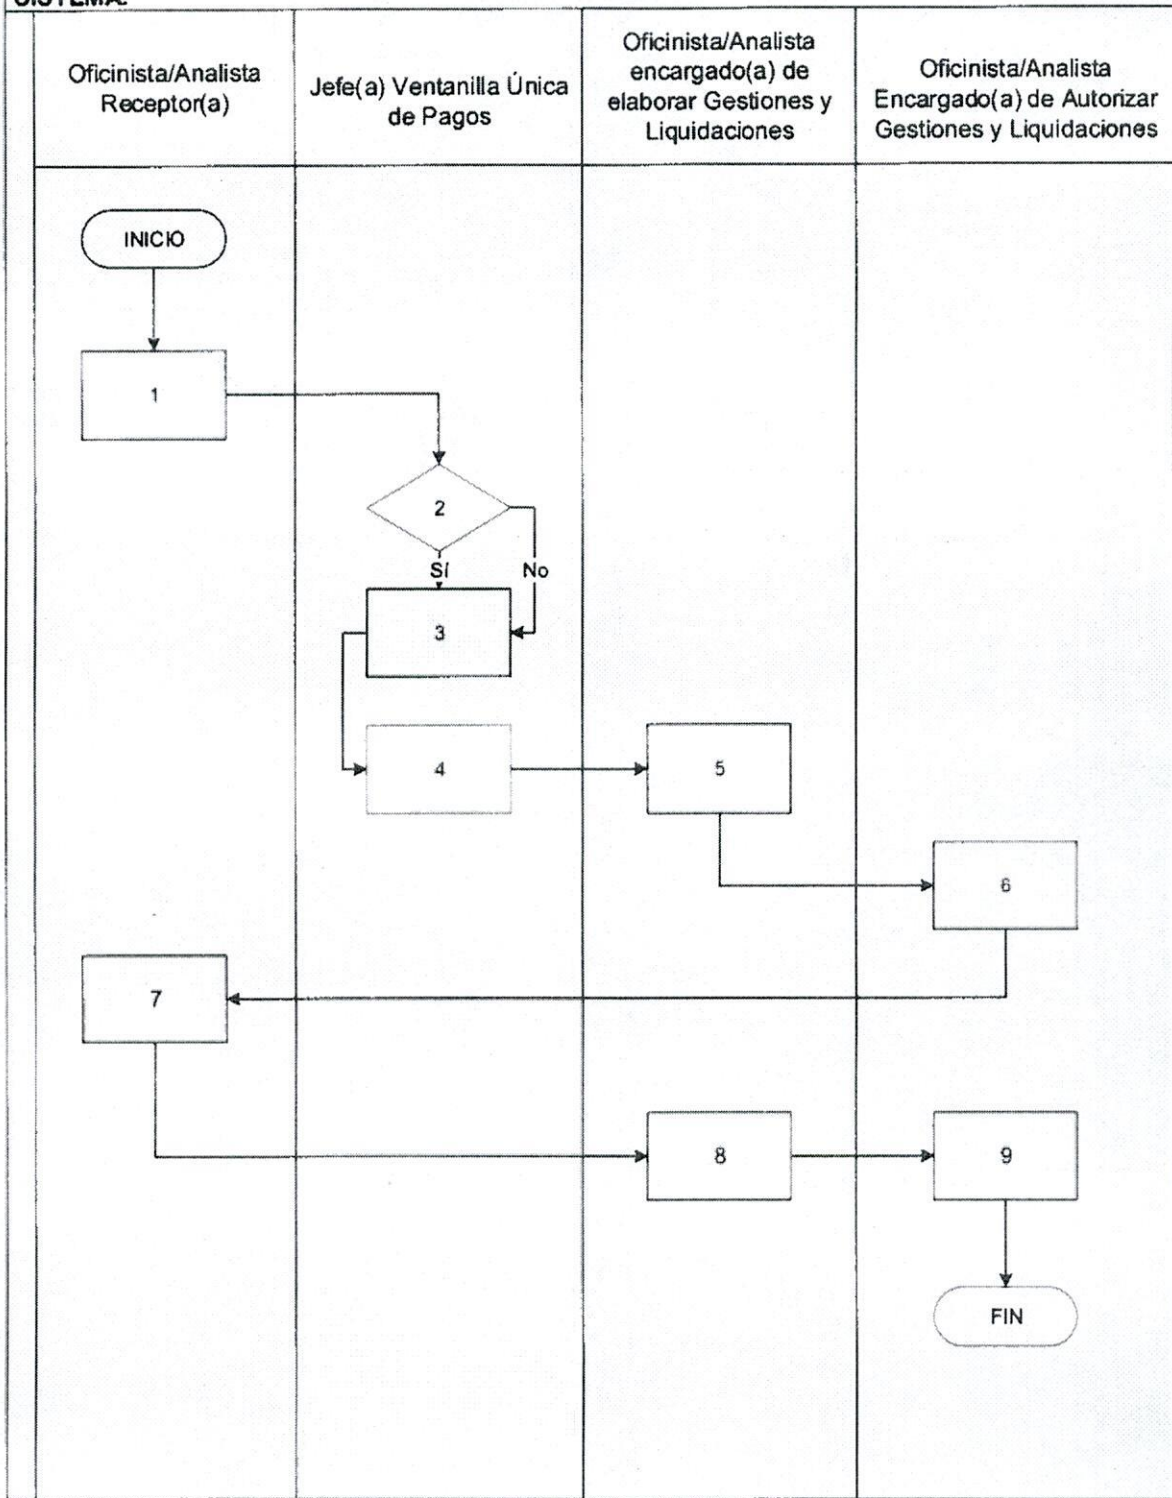 SISTEMA:
Oficinista/Analista
Receptor(a)
Jefe(a) Ventanilla Única
de Pagos
Oficinista/Analista
encargado(a) de
elaborar Gestiones y
Liquidaciones
Oficinista/Analista
Encargado(a) de Autorizar
Gestiones y Liquidaciones
INICIO
1
2
Sí
No
3
4
5
6
7
8
9
FIN